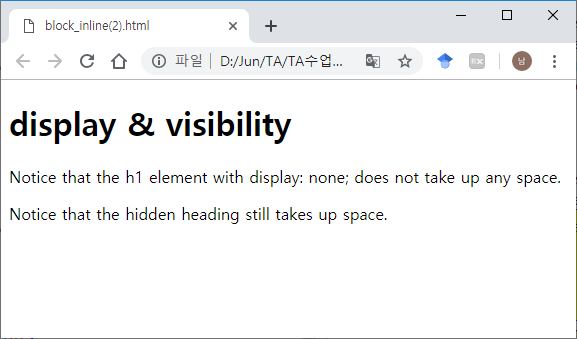 block_inline(2).html
파일 | D:/Jun/TA/TA수업...
남
display & visibility
Notice that the h1 element with display: none; does not take up any space.
Notice that the hidden heading still takes up space.